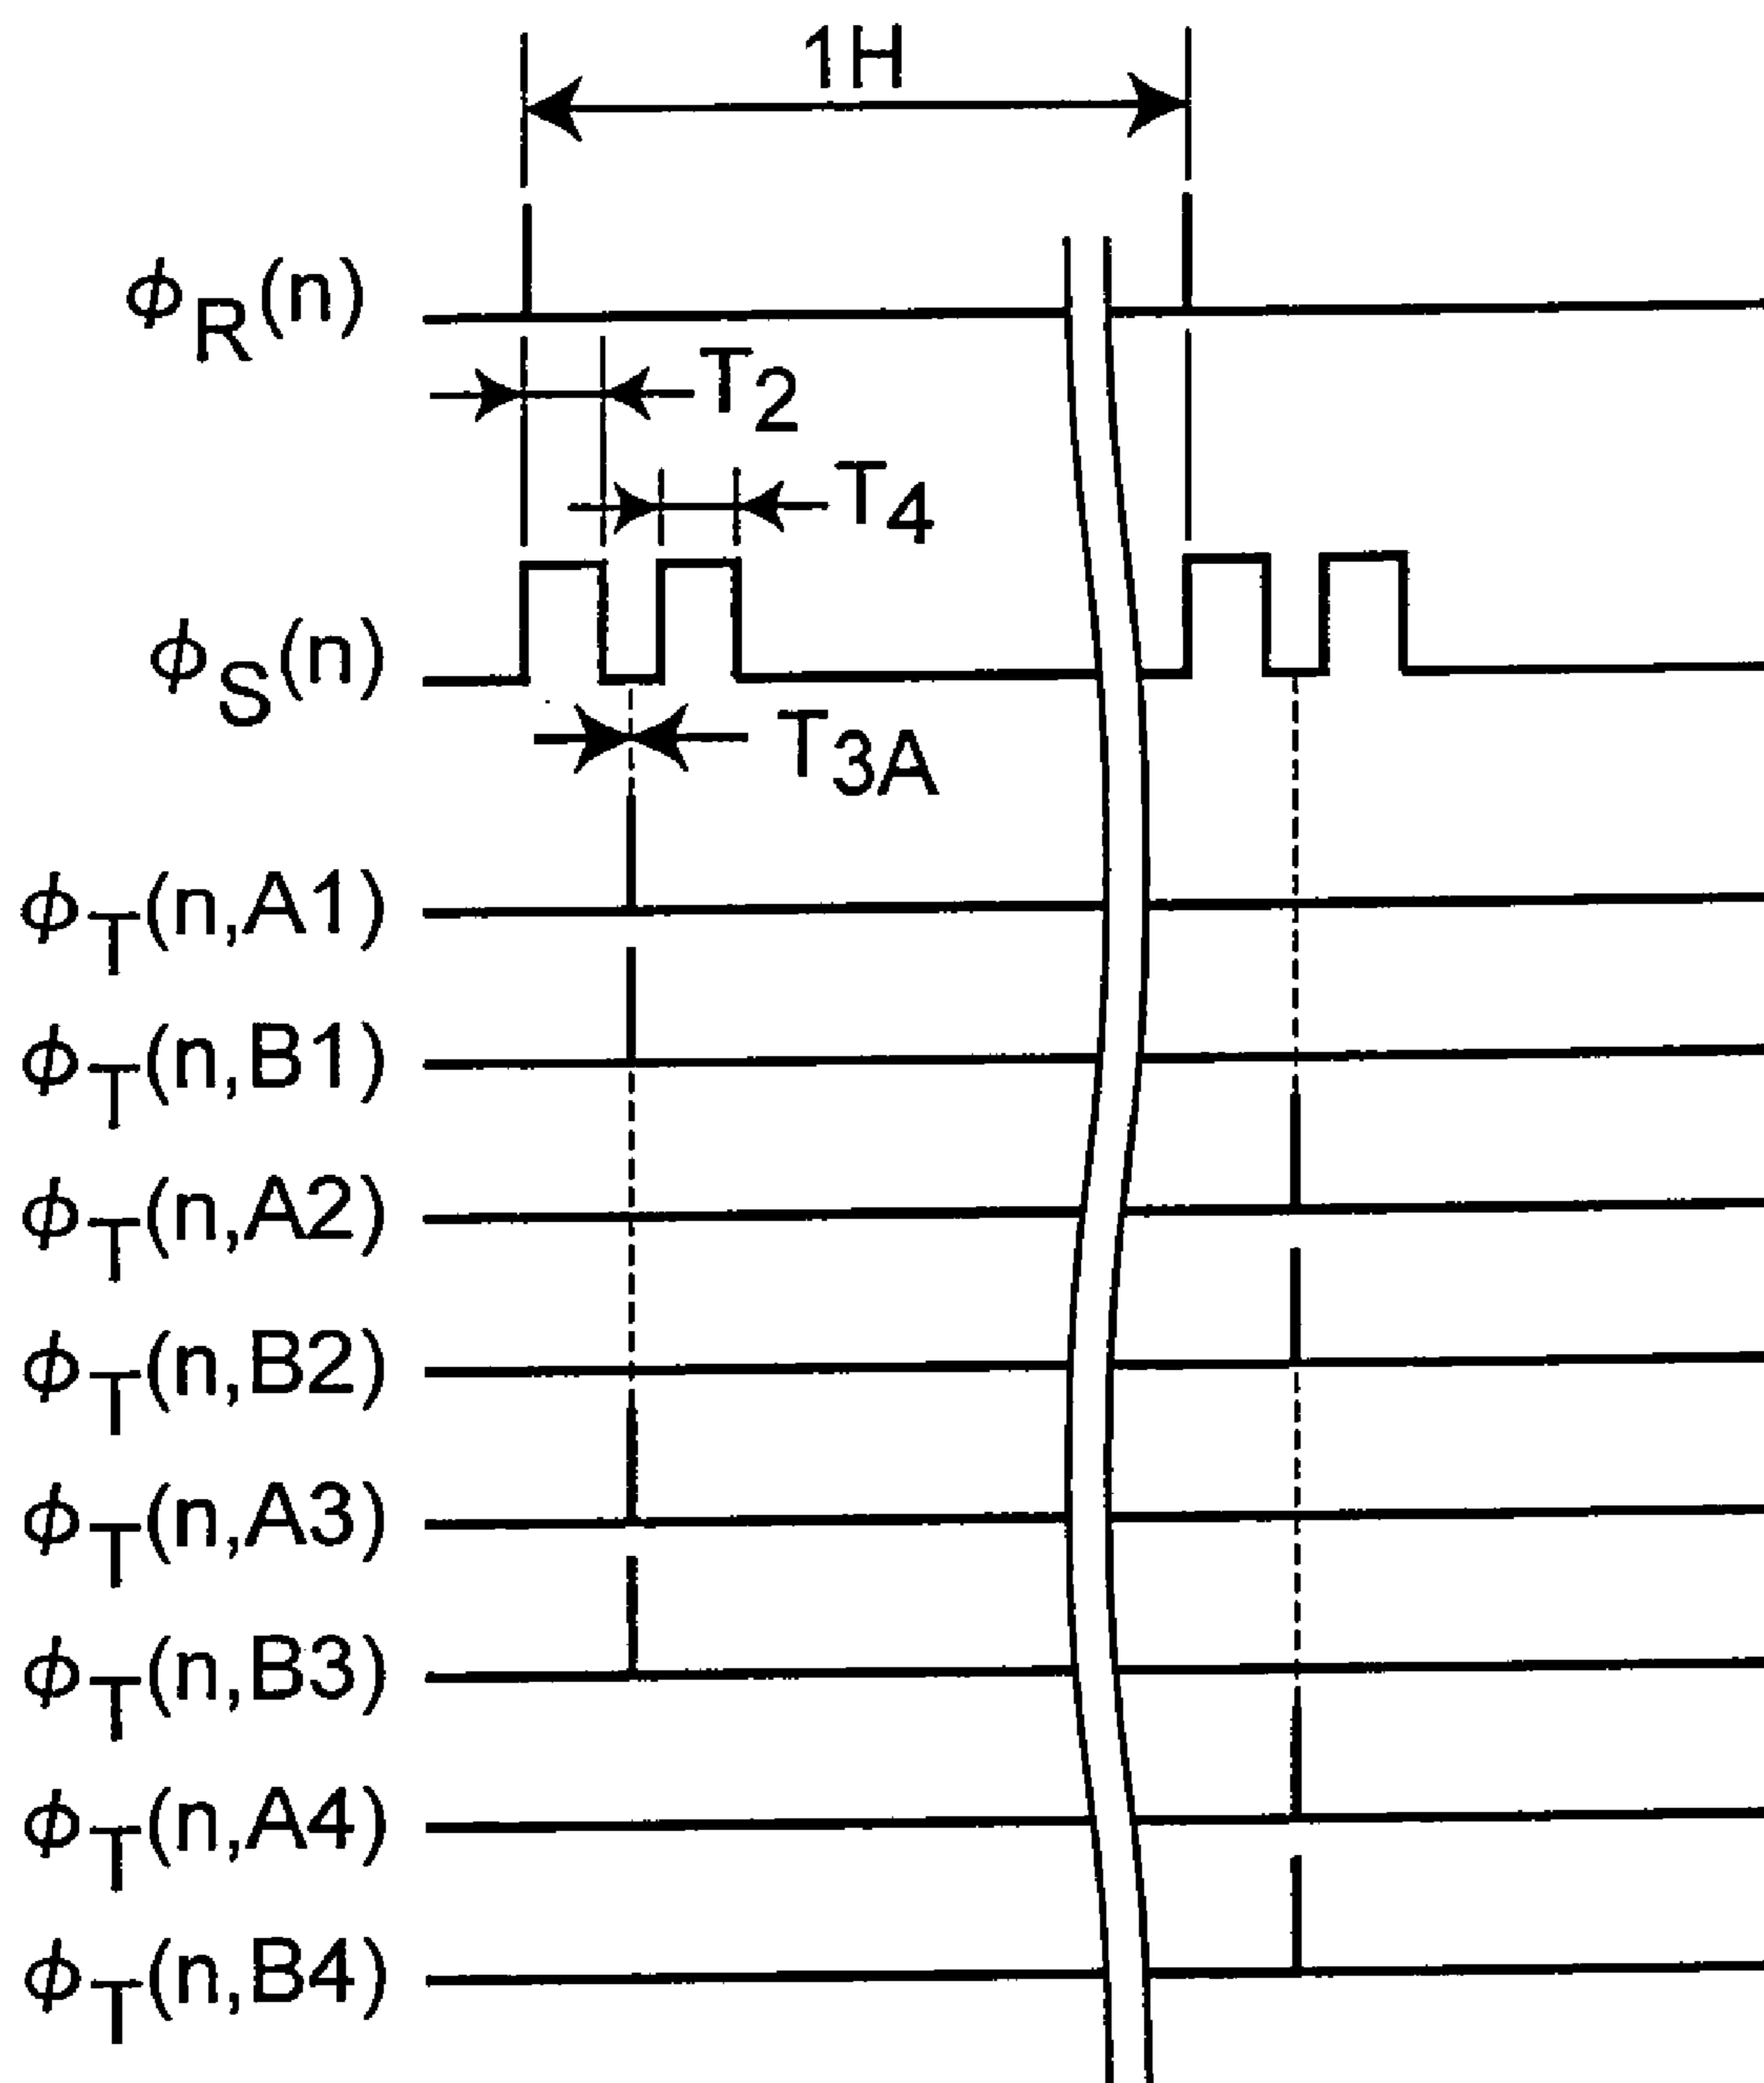 1H
ϕR(n)
T2
T4
ϕS(n)
T3A
ϕT(n,A1)
ϕT(n,B1)
ϕT(n,A2)
ϕT(n,B2)
ϕT(n,A3)
ϕT(n,B3)
ϕT(n,A4)
ϕT(n,B4)